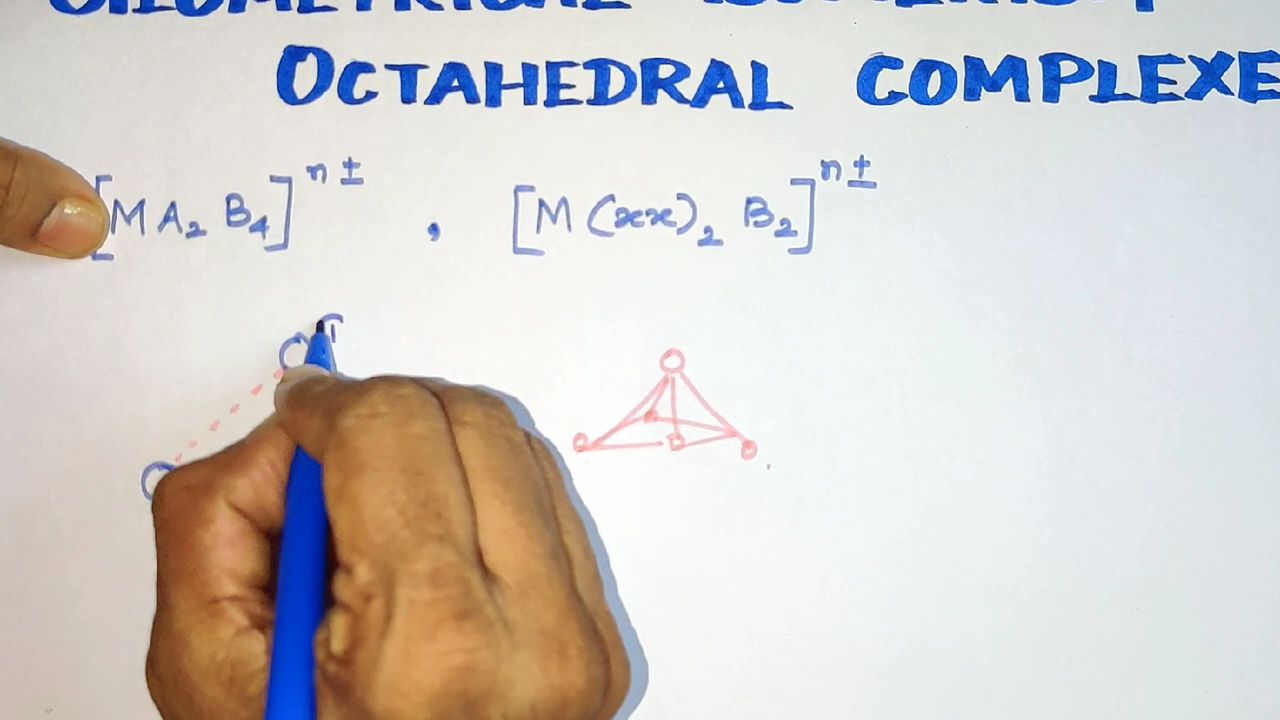 OCTAHEDRAL COMPLEXE
[MA₂ B₄]ⁿ± , [M(xx)₂ B₂]ⁿ±